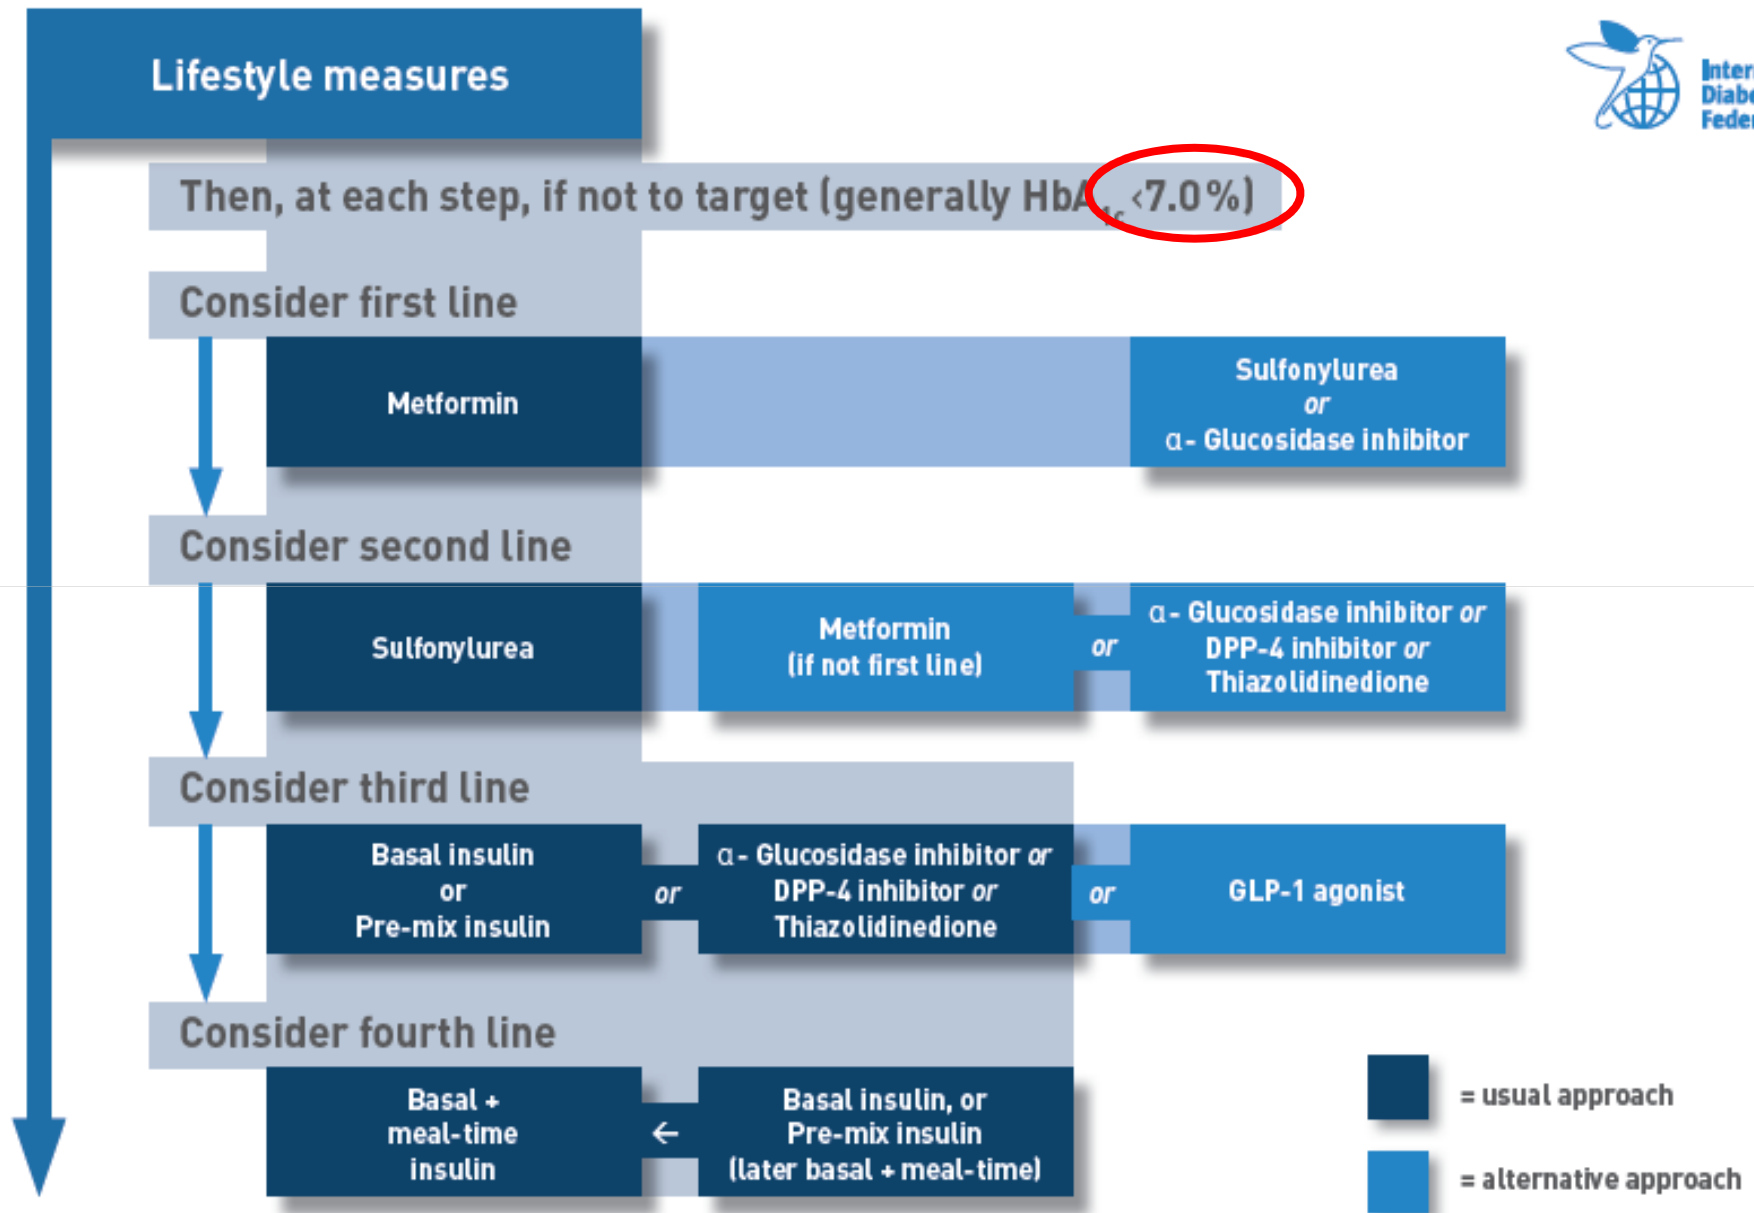 Lifestyle measures
Inter
Diabe
Feder
Then, at each step, if not to target (generally HbA1c <7.0%)
Consider first line
Metformin
Sulfonylurea
or
α- Glucosidase inhibitor
Consider second line
Sulfonylurea
Metformin
(if not first line)
or
α- Glucosidase inhibitor or
DPP-4 inhibitor or
Thiazolidinedione
Consider third line
Basal insulin
or
Pre-mix insulin
or
α- Glucosidase inhibitor or
DPP-4 inhibitor or
Thiazolidinedione
or
GLP-1 agonist
Consider fourth line
Basal +
meal-time
insulin
←
Basal insulin, or
Pre-mix insulin
(later basal + meal-time)
= usual approach
= alternative approach